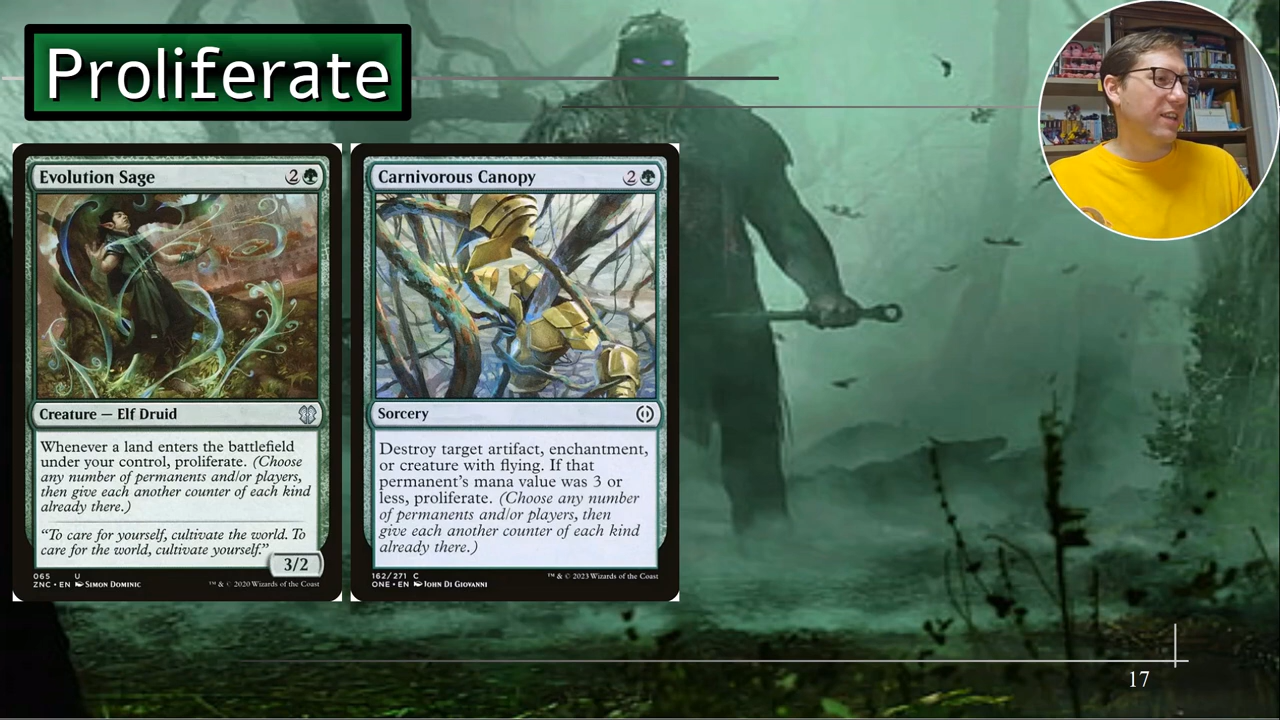 Proliferate
Evolution Sage 2
Creature — Elf Druid
Whenever a land enters the battlefield
under your control, proliferate. (Choose
any number of permanents and/or players,
then give each another counter of each kind
already there.)
“To care for yourself, cultivate the world. To
care for the world, cultivate yourself.”
3/2
065 U
ZNC • EN SIMON DOMINIC ™ & © 2020 Wizards of the Coast
Carnivorous Canopy 2
Sorcery
Destroy target artifact, enchantment,
or creature with flying. If that
permanent’s mana value was 3 or
less, proliferate. (Choose any number
of permanents and/or players, then
give each another counter of each kind
already there.)
162/271 C
ONE • EN JOHN DI GIOVANNI ™ & © 2023 Wizards of the Coast
17